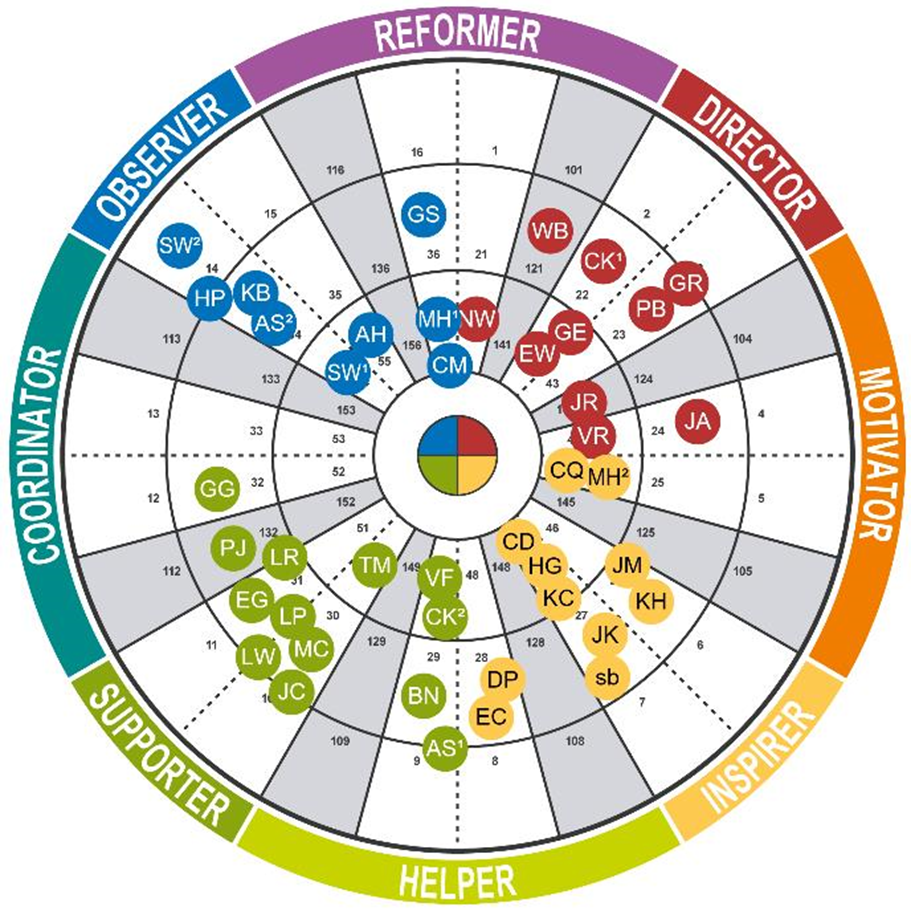 REFORMER
OBSERVER
DIRECTOR
COORDINATOR
MOTIVATOR
SUPPORTER
INSPIRER
HELPER
116
16
1
101
15
2
GS
WB
SW²
36
21
136
121
CK¹
14
HP
KB
35
22
GR
PB
AS²
MH¹
NW
23
113
AH
55
156
141
GE
EW
104
SW¹
CM
133
43
124
153
JR
13
4
33
53
VR
24
JA
52
CQ
MH²
25
GG
32
12
5
152
145
132
51
46
125
PJ
LR
CD
112
TM
149
148
HG
JM
105
VF
48
EG
30
KC
KH
LP
CK²
27
11
129
128
JK
6
LW
MC
29
28
JC
DP
sb
BN
7
EC
109
AS¹
108
9
8